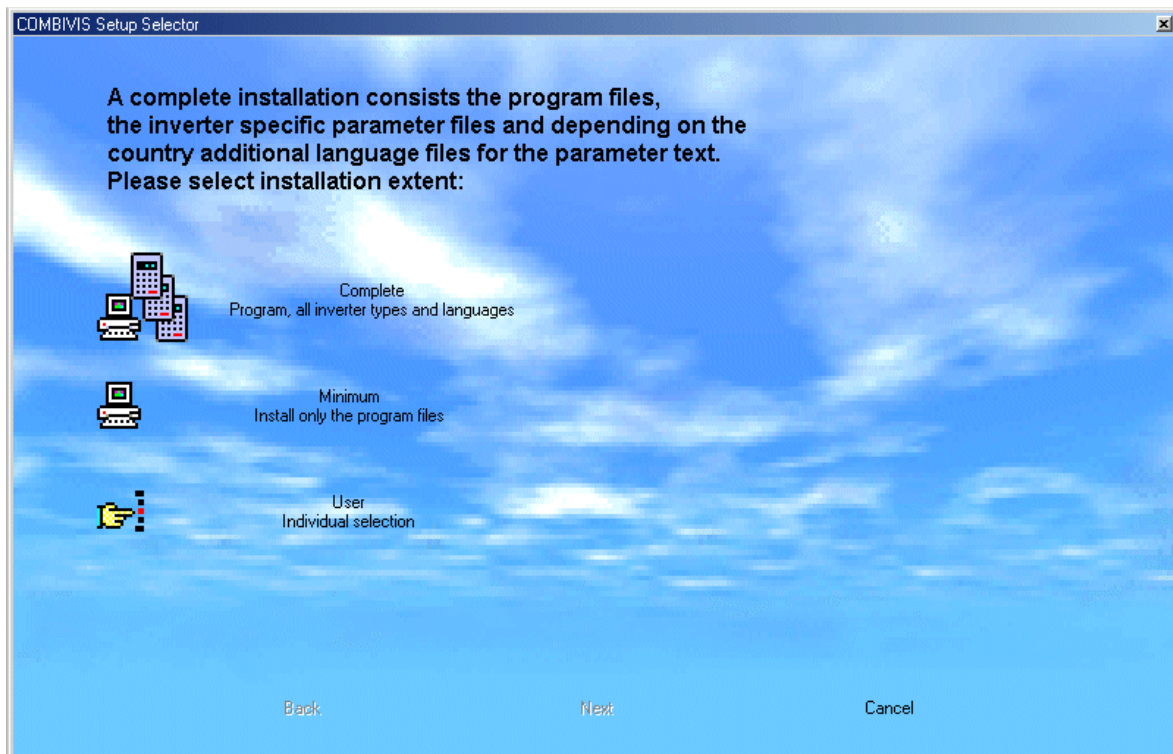 COMBIVIS Setup Selector
A complete installation consists the program files,
the inverter specific parameter files and depending on the
country additional language files for the parameter text.
Please select installation extent:
Complete
Program, all inverter types and languages
Minimum
Install only the program files
User
Individual selection
Back
Next
Cancel